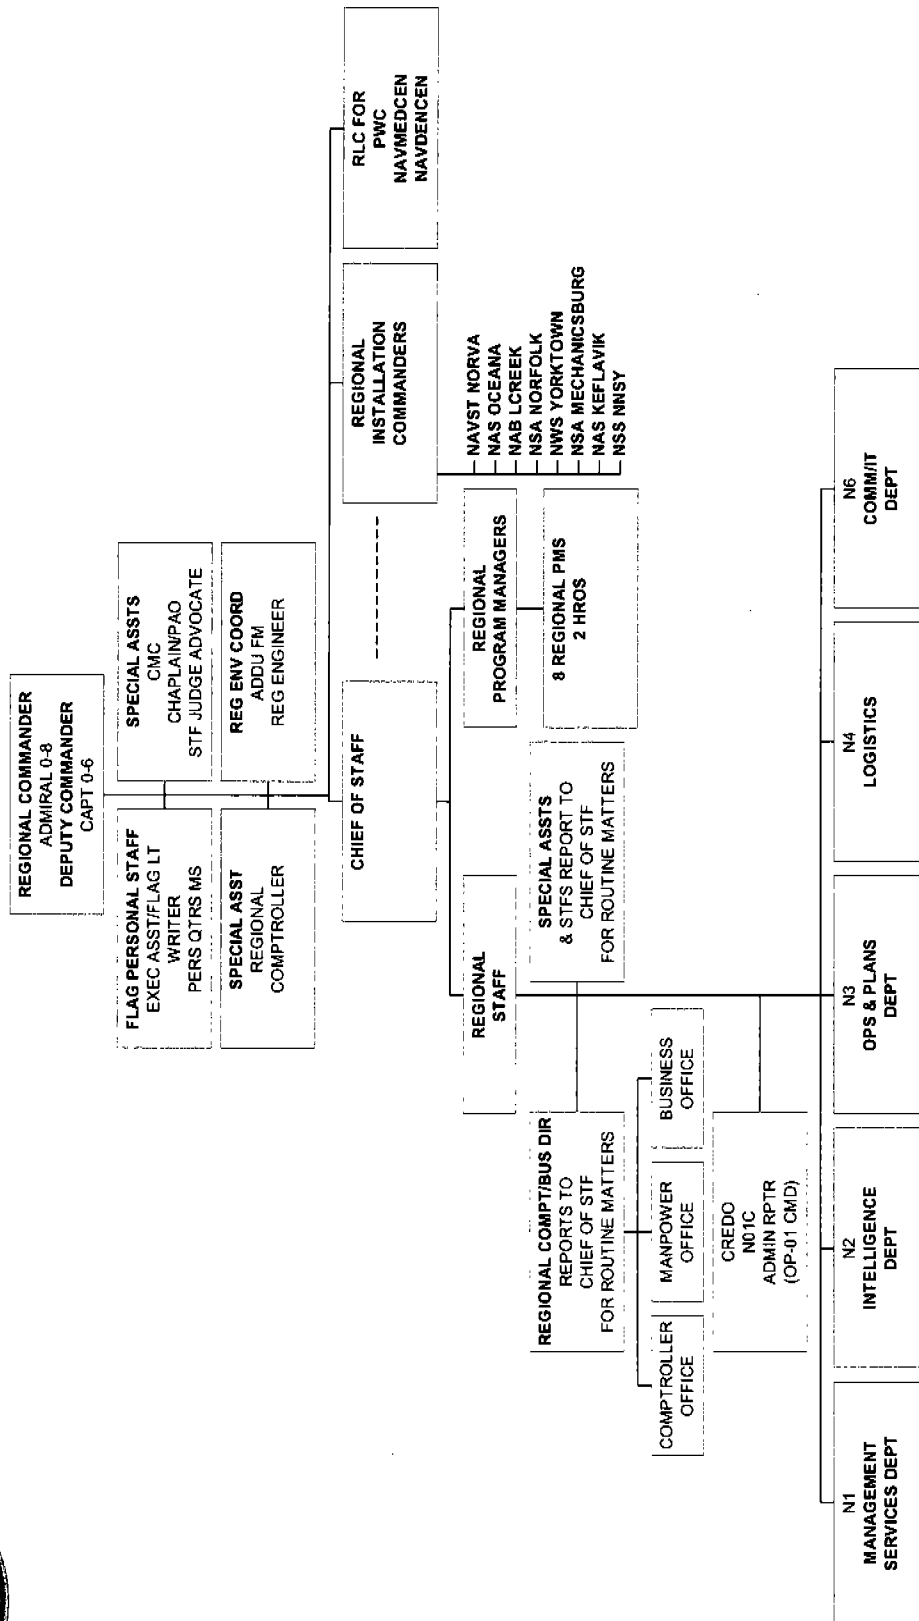 REGIONAL COMMANDER
ADMIRAL 0-8
DEPUTY COMMANDER
CAPT 0-6
FLAG PERSONAL STAFF
EXEC ASST/FLAG LT
WRITER
PERS QTRS MS
SPECIAL ASSTS
CMC
CHAPLAIN/PAO
STF JUDGE ADVOCATE
SPECIAL ASST
REGIONAL
COMPTROLLER
REG ENV COORD
ADDU FM
REG ENGINEER
CHIEF OF STAFF
REGIONAL
INSTALLATION
COMMANDERS
RLC FOR
PWC
NAVMEDCEN
NAVDENCEN
NAVST NORVA
NAS OCEANA
NAB LCREEK
NSA NORFOLK
NWS YORKTOWN
NSA MECHANICSBURG
NAS KEFLAVIK
NSS NNSY
REGIONAL
STAFF
REGIONAL
PROGRAM MANAGERS
8 REGIONAL PMS
2 HROS
REGIONAL COMPT/BUS DIR
REPORTS TO
CHIEF OF STF
FOR ROUTINE MATTERS
SPECIAL ASSTS
& STFS REPORT TO
CHIEF OF STF
FOR ROUTINE MATTERS
COMPTROLLER
OFFICE
MANPOWER
OFFICE
BUSINESS
OFFICE
CREDO
N01C
ADMIN RPTR
(OP-01 CMD)
N1
MANAGEMENT
SERVICES DEPT
N2
INTELLIGENCE
DEPT
N3
OPS & PLANS
DEPT
N4
LOGISTICS
N6
COMM/IT
DEPT